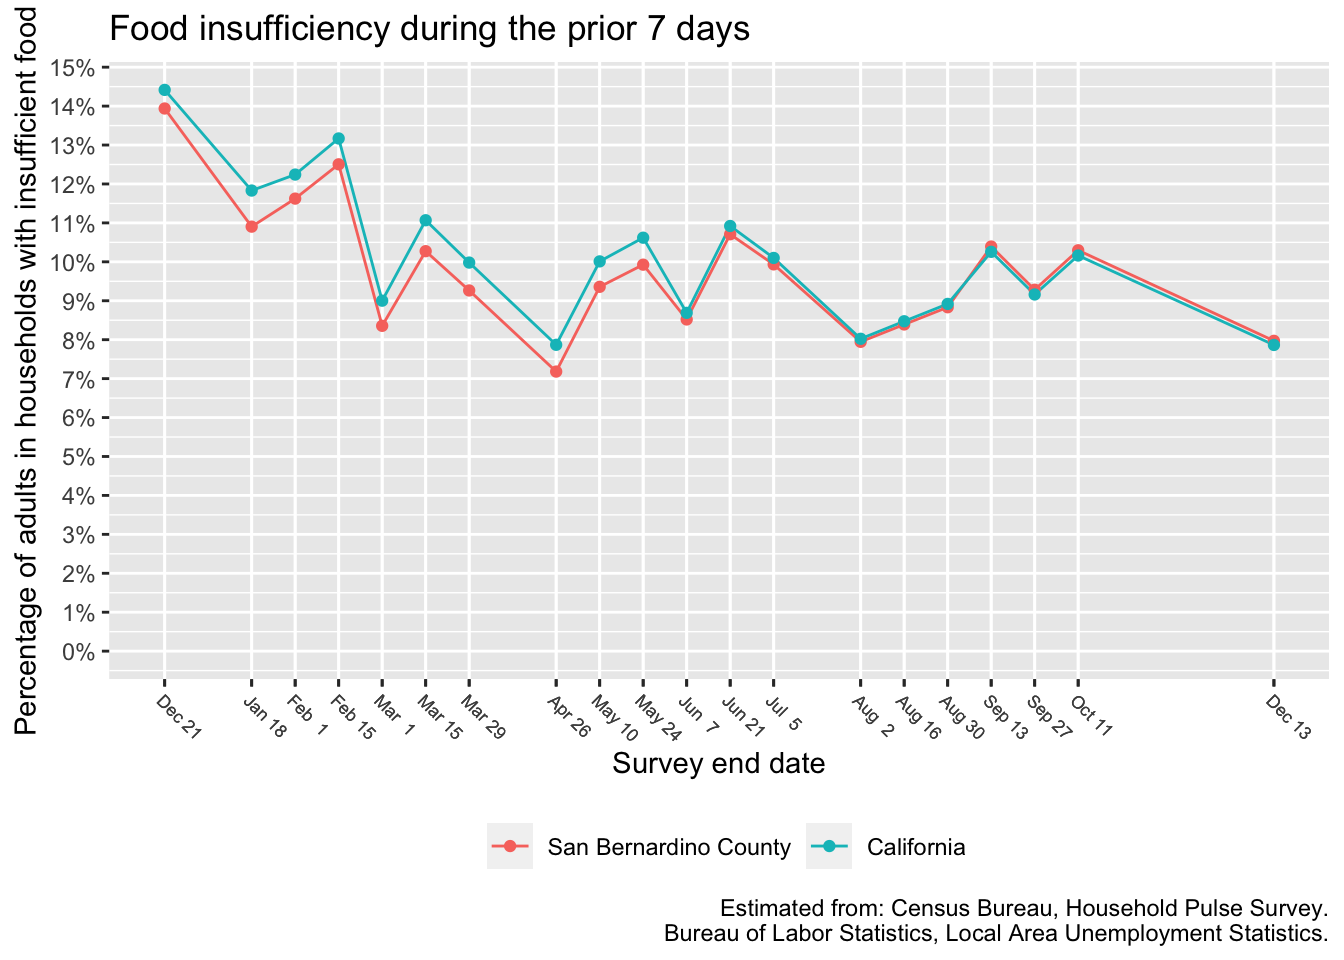 Food insufficiency during the prior 7 days
Percentage of adults in households with insufficient food
15%
14%
13%
12%
11%
10%
9%
8%
7%
6%
5%
4%
3%
2%
1%
0%
Dec 21
Jan 18
Feb 1
Feb 15
Mar 1
Mar 15
Mar 29
Apr 26
May 10
May 24
Jun 7
Jun 21
Jul 5
Aug 2
Aug 16
Aug 30
Sep 13
Sep 27
Oct 11
Dec 13
Survey end date
San Bernardino County
California
Estimated from: Census Bureau, Household Pulse Survey.
Bureau of Labor Statistics, Local Area Unemployment Statistics.